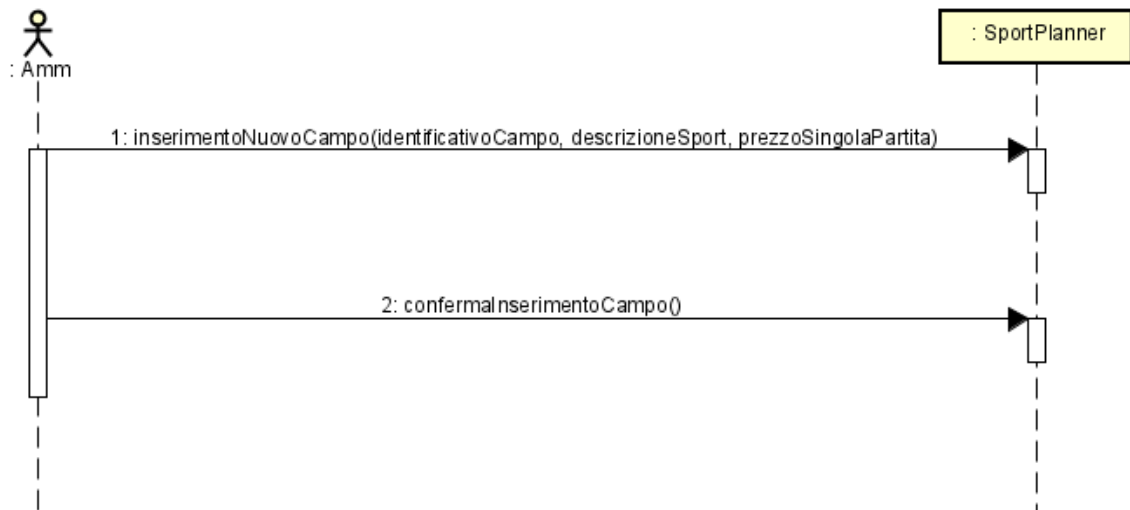 : Amm
: SportPlanner
1: inserimentoNuovoCampo(identificativoCampo, descrizioneSport, prezzoSingolaPartita)
2: confermaInserimentoCampo()